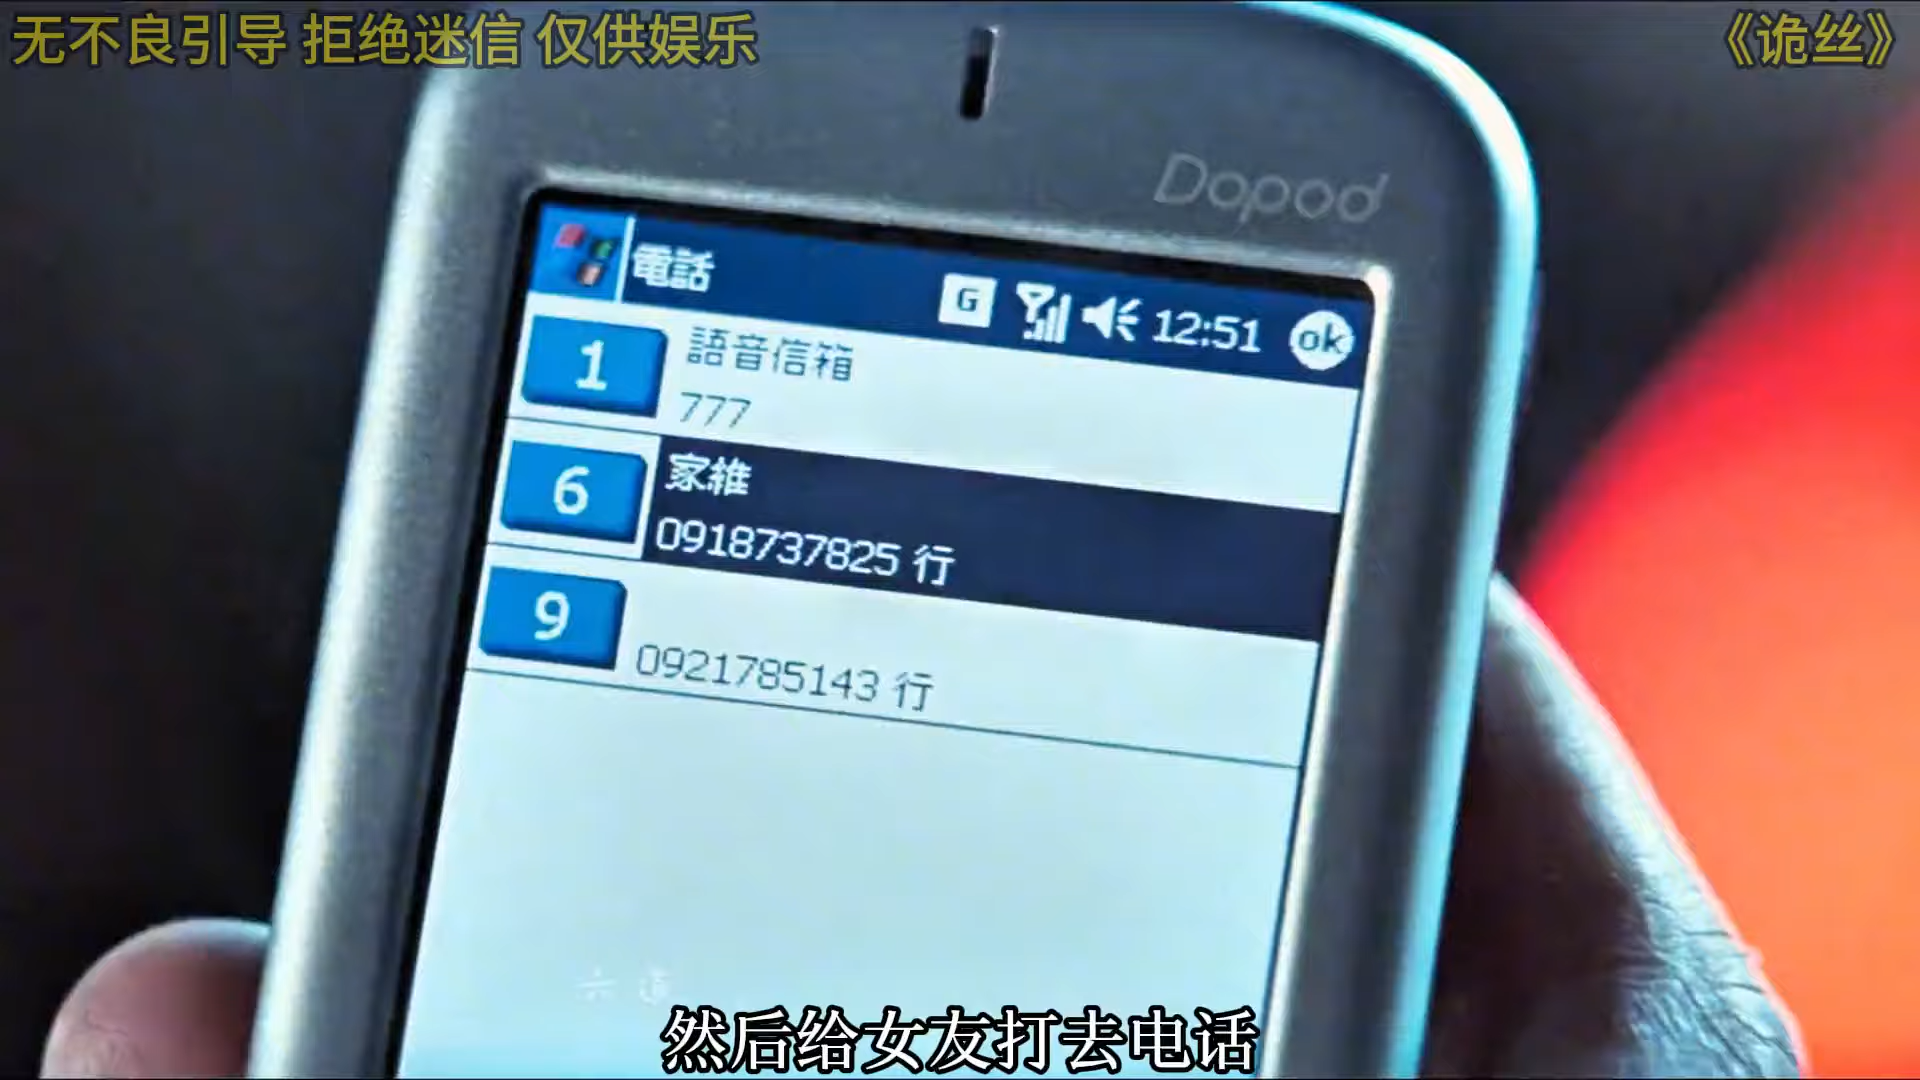 无不良引导 拒绝迷信 仅供娱乐
《诡丝》
Dopod
電話
G 12:51 ok
1 語音信箱
777
6 家維
0918737825 行
9
0921785143 行
然后给女友打去电话